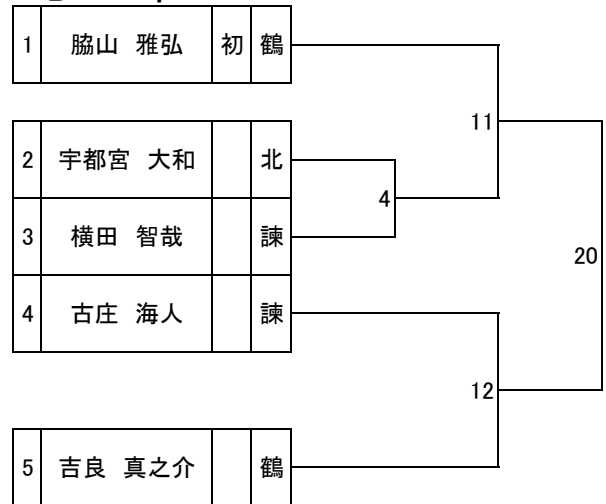 1 脇山 雅弘 初 鶴
11
2 宇都宮 大和 北
4
3 横田 智哉 諫
20
4 古庄 海人 諫
12
5 吉良 真之介 鶴